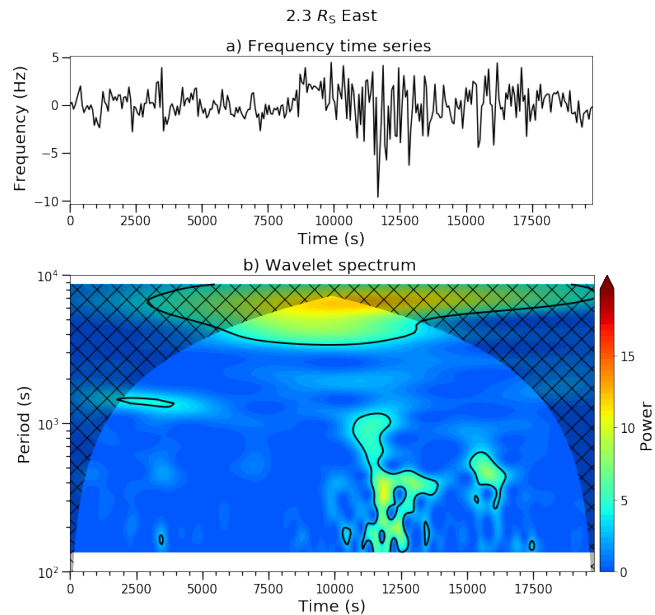 2.3 R_S East
a) Frequency time series
Frequency (Hz)
5
0
−5
−10
0 2500 5000 7500 10000 12500 15000 17500
Time (s)
b) Wavelet spectrum
Period (s)
10^4
10^3
10^2
0 2500 5000 7500 10000 12500 15000 17500
Time (s)
15
10
5
0
Power